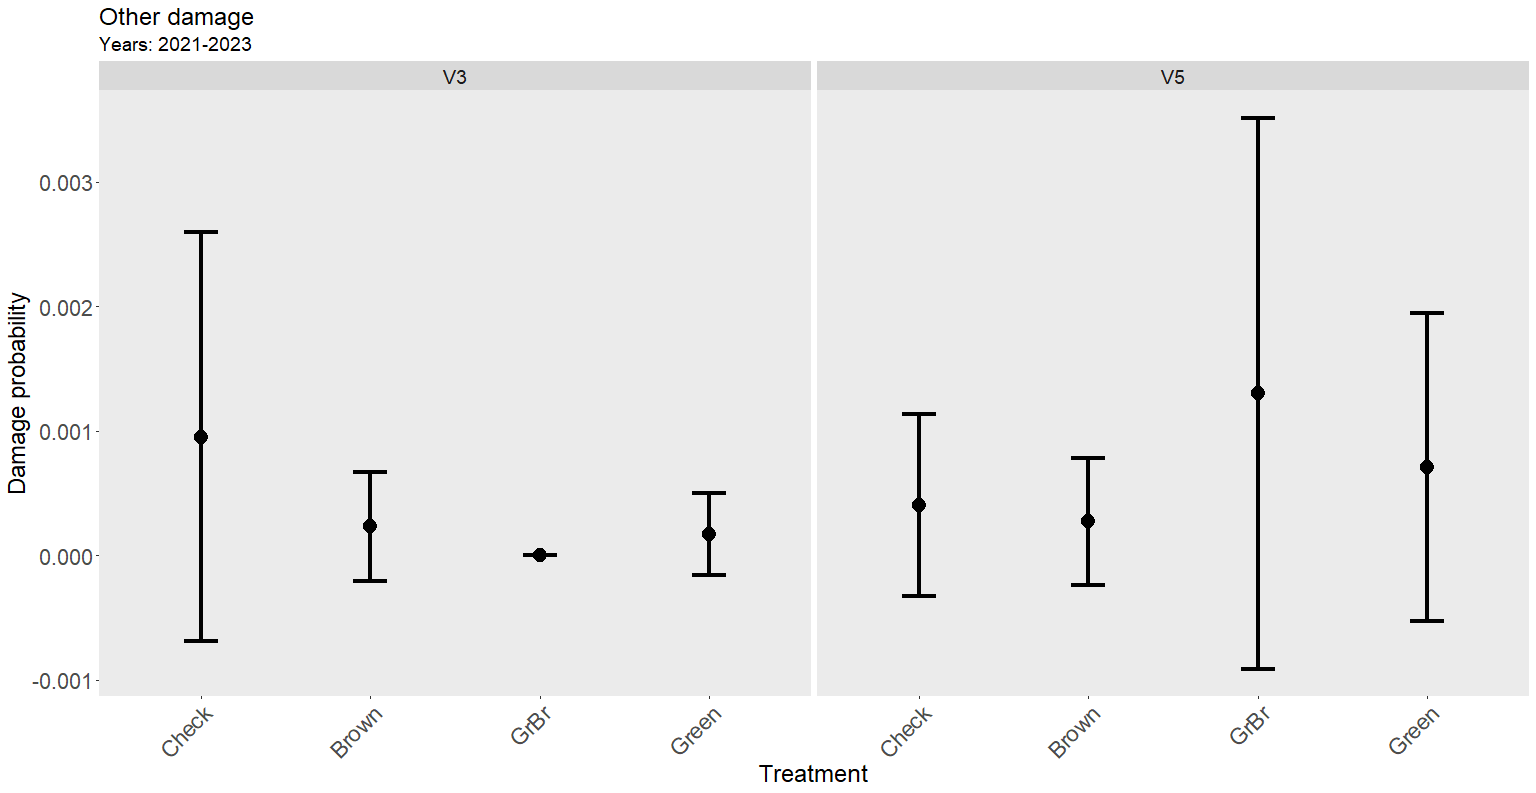 Other damage
Years: 2021-2023
V3
V5
Damage probability
0.003
0.002
0.001
0.000
-0.001
Check
Brown
GrBr
Green
Check
Brown
GrBr
Green
Treatment